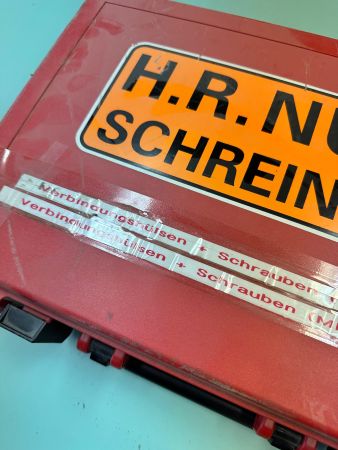 H.R. NU
SCHREIN
Verbindungshülsen + Schrauben
Verbindungshülsen + Schrauben (M